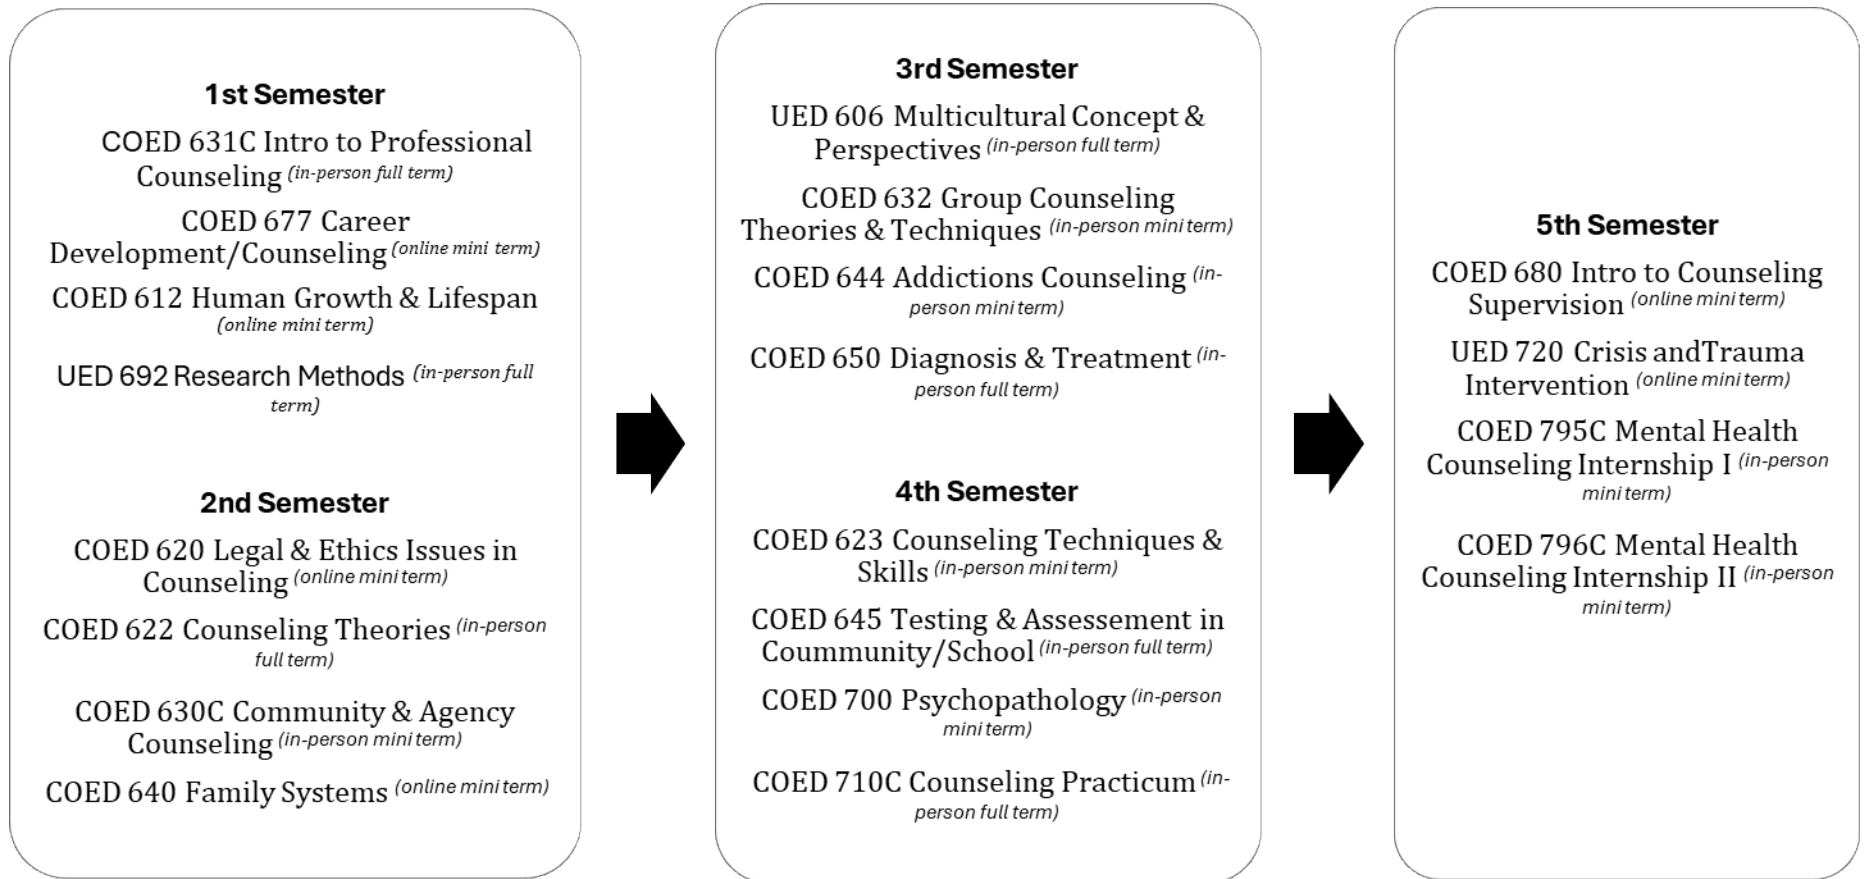 1st Semester
COED 631C Intro to Professional
Counseling (in-person full term)
COED 677 Career
Development/Counseling (online mini term)
COED 612 Human Growth & Lifespan
(online mini term)
UED 692 Research Methods (in-person full
term)
2nd Semester
COED 620 Legal & Ethics Issues in
Counseling (online mini term)
COED 622 Counseling Theories (in-person
full term)
COED 630C Community & Agency
Counseling (in-person mini term)
COED 640 Family Systems (online mini term)
3rd Semester
UED 606 Multicultural Concept &
Perspectives (in-person full term)
COED 632 Group Counseling
Theories & Techniques (in-person mini term)
COED 644 Addictions Counseling (in-
person mini term)
COED 650 Diagnosis & Treatment (in-
person full term)
4th Semester
COED 623 Counseling Techniques &
Skills (in-person mini term)
COED 645 Testing & Assessement in
Coummunity/School (in-person full term)
COED 700 Psychopathology (in-person
mini term)
COED 710C Counseling Practicum (in-
person full term)
5th Semester
COED 680 Intro to Counseling
Supervision (online mini term)
UED 720 Crisis andTrauma
Intervention (online mini term)
COED 795C Mental Health
Counseling Internship I (in-person
mini term)
COED 796C Mental Health
Counseling Internship II (in-person
mini term)